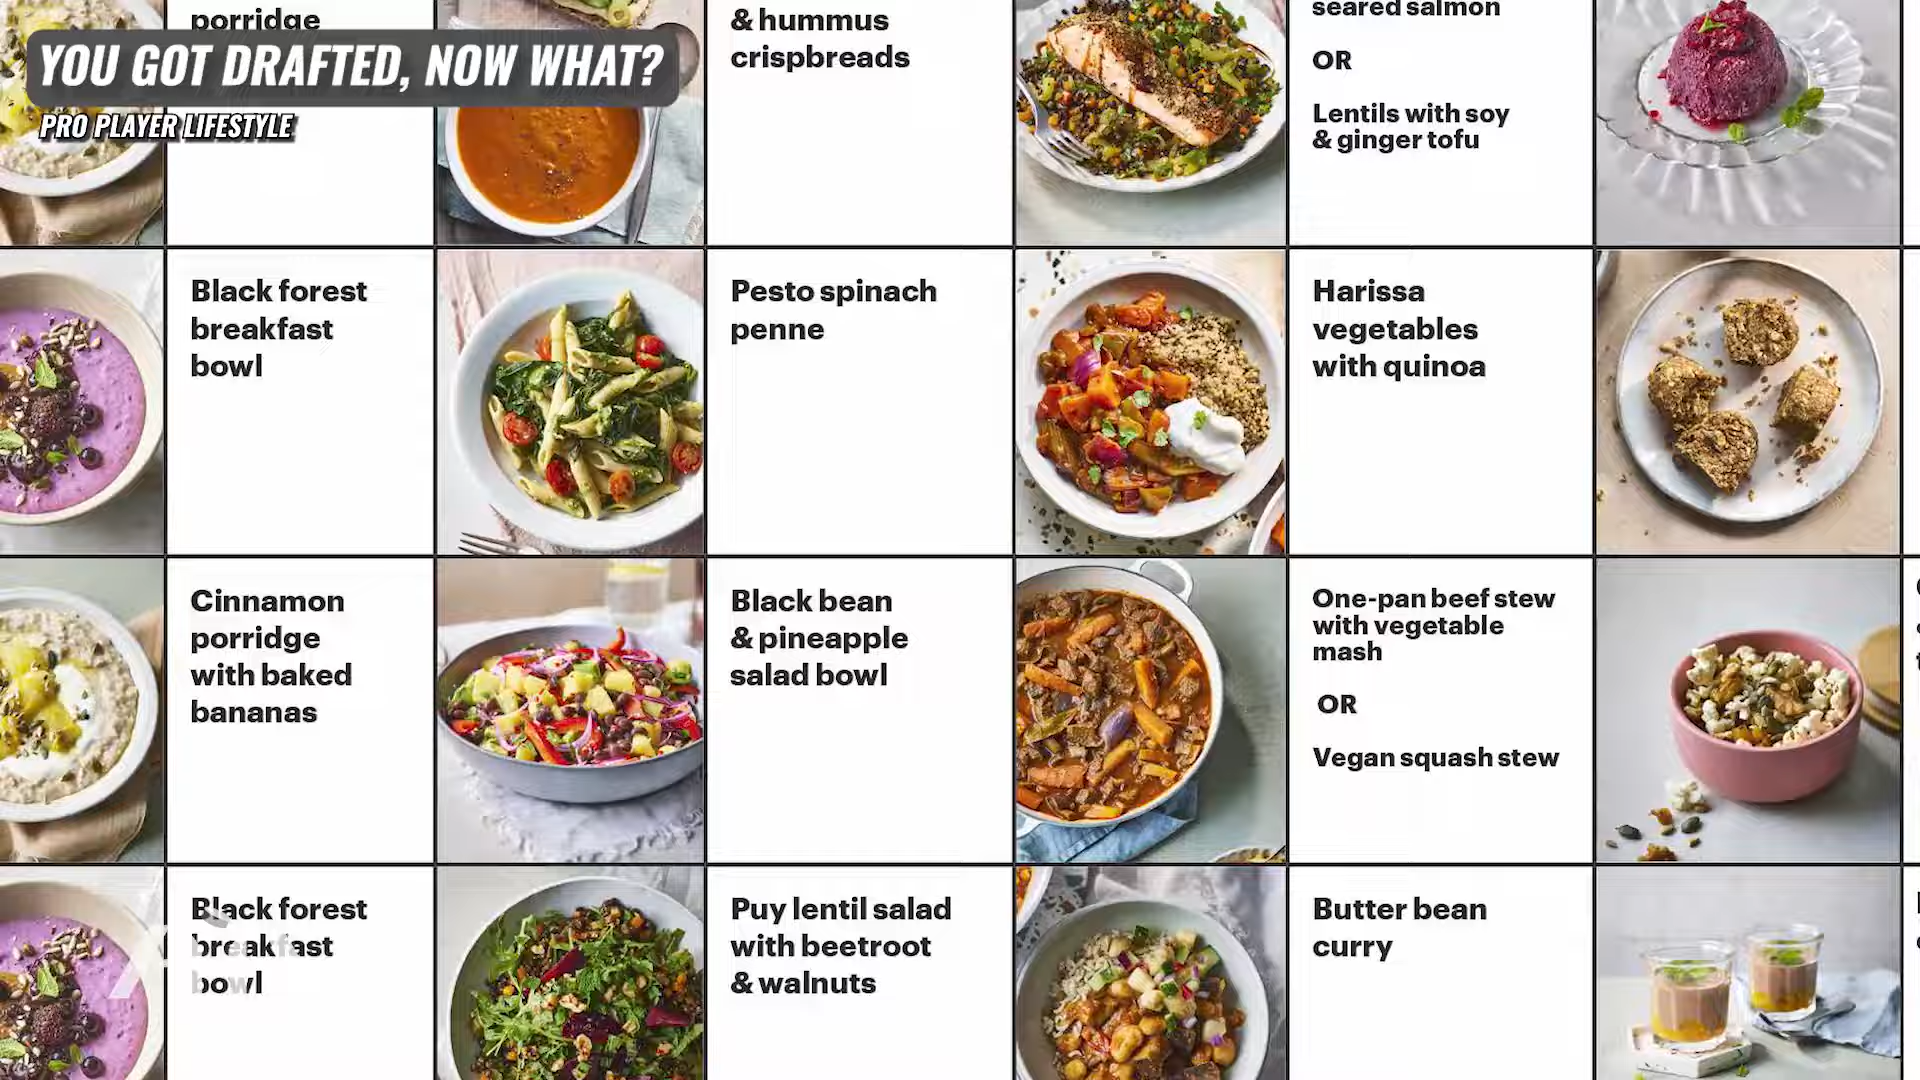 porridge
& hummus
crispbreads
seared salmon
OR
Lentils with soy
& ginger tofu
YOU GOT DRAFTED, NOW WHAT?
PRO PLAYER LIFESTYLE
Black forest
breakfast
bowl
Pesto spinach
penne
Harissa
vegetables
with quinoa
Cinnamon
porridge
with baked
bananas
Black bean
& pineapple
salad bowl
One-pan beef stew
with vegetable
mash
OR
Vegan squash stew
Black forest
breakfast
bowl
Puy lentil salad
with beetroot
& walnuts
Butter bean
curry